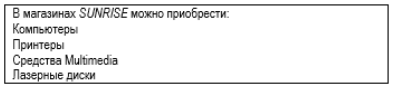 В магазинах SUNRISE можно приобрести:
Компьютеры
Принтеры
Средства Multimedia
Лазерные диски